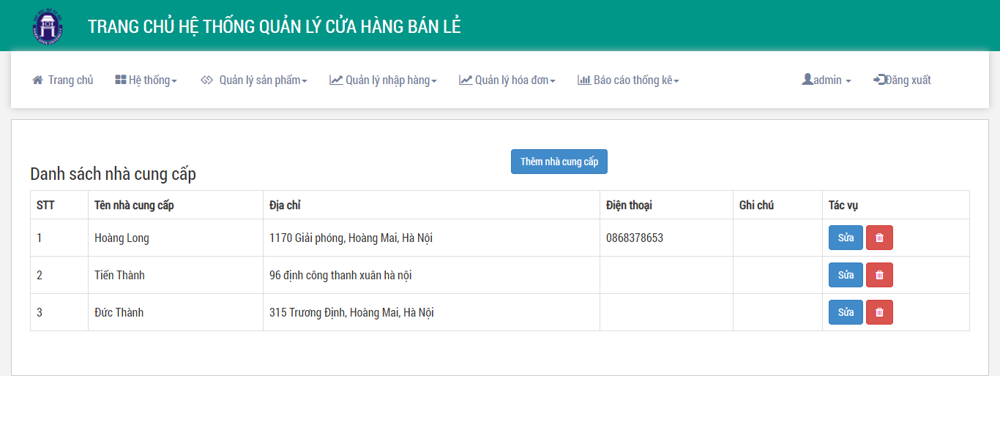 TRANG CHỦ HỆ THỐNG QUẢN LÝ CỬA HÀNG BÁN LẺ
Trang chủ Hệ thống Quản lý sản phẩm Quản lý nhập hàng Quản lý hóa đơn Báo cáo thống kê admin Đăng xuất
Thêm nhà cung cấp
Danh sách nhà cung cấp
STT Tên nhà cung cấp Địa chỉ Điện thoại Ghi chú Tác vụ
1 Hoàng Long 1170 Giải phóng, Hoàng Mai, Hà Nội 0868378653 Sửa
2 Tiến Thành 96 định công thanh xuân hà nội Sửa
3 Đức Thành 315 Trương Định, Hoàng Mai, Hà Nội Sửa